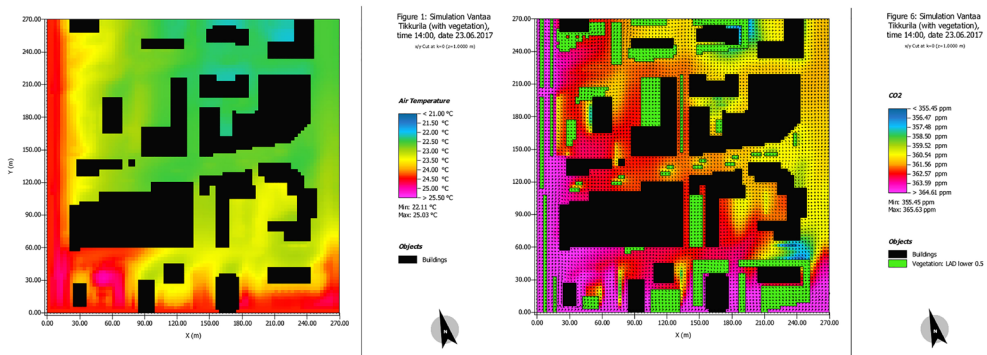 270.00
240.00
210.00
180.00
150.00
120.00
90.00
60.00
30.00
0.00
Y (m)
0.00 30.00 60.00 90.00 120.00 150.00 180.00 210.00 240.00 270.00
X (m)
Figure 1: Simulation Vantaa
Tikkurila (with vegetation),
time 14:00, date 23.06.2017
x/y Cut at k=0 (z=1.0000 m)
Air Temperature
< 21.00 °C
21.50 °C
22.00 °C
22.50 °C
23.00 °C
23.50 °C
24.00 °C
24.50 °C
25.00 °C
> 25.50 °C
Min: 22.11 °C
Max: 25.03 °C
Objects
Buildings
N
270.00
240.00
210.00
180.00
150.00
120.00
90.00
60.00
30.00
0.00
0.00 30.00 60.00 90.00 120.00 150.00 180.00 210.00 240.00 270.00
X (m)
Figure 6: Simulation Vantaa
Tikkurila (with vegetation),
time 14:00, date 23.06.2017
x/y Cut at k=0 (z=1.0000 m)
CO2
< 355.45 ppm
356.47 ppm
357.48 ppm
358.50 ppm
359.52 ppm
360.54 ppm
361.56 ppm
362.57 ppm
363.59 ppm
> 364.61 ppm
Min: 355.45 ppm
Max: 365.63 ppm
Objects
Buildings
Vegetation: LAD lower 0.5
N